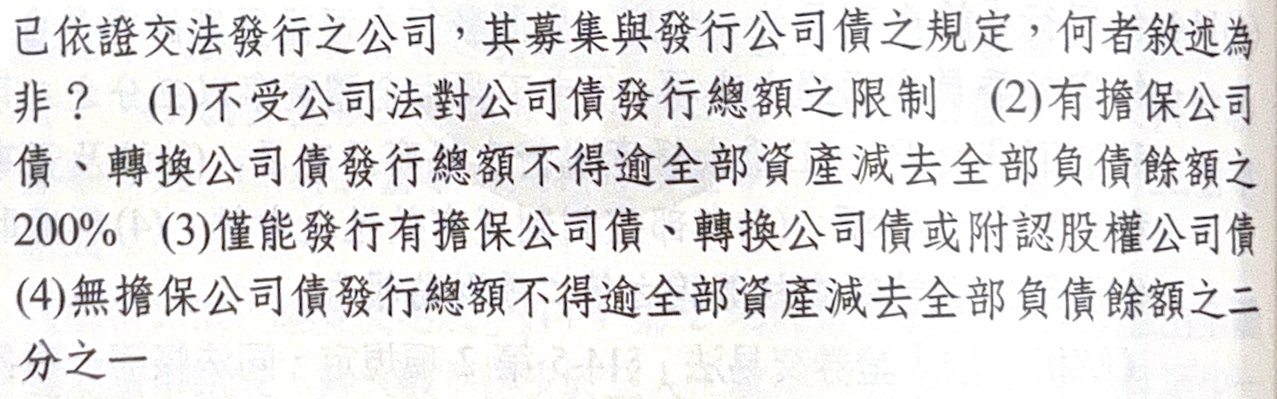 已依證交法發行之公司，其募集與發行公司債之規定，何者敘述為
非？ (1)不受公司法對公司債發行總額之限制 (2)有擔保公司
債、轉換公司債發行總額不得逾全部資產減去全部負債餘額之
200% (3)僅能發行有擔保公司債、轉換公司債或附認股權公司債
(4)無擔保公司債發行總額不得逾全部資產減去全部負債餘額之二
分之一